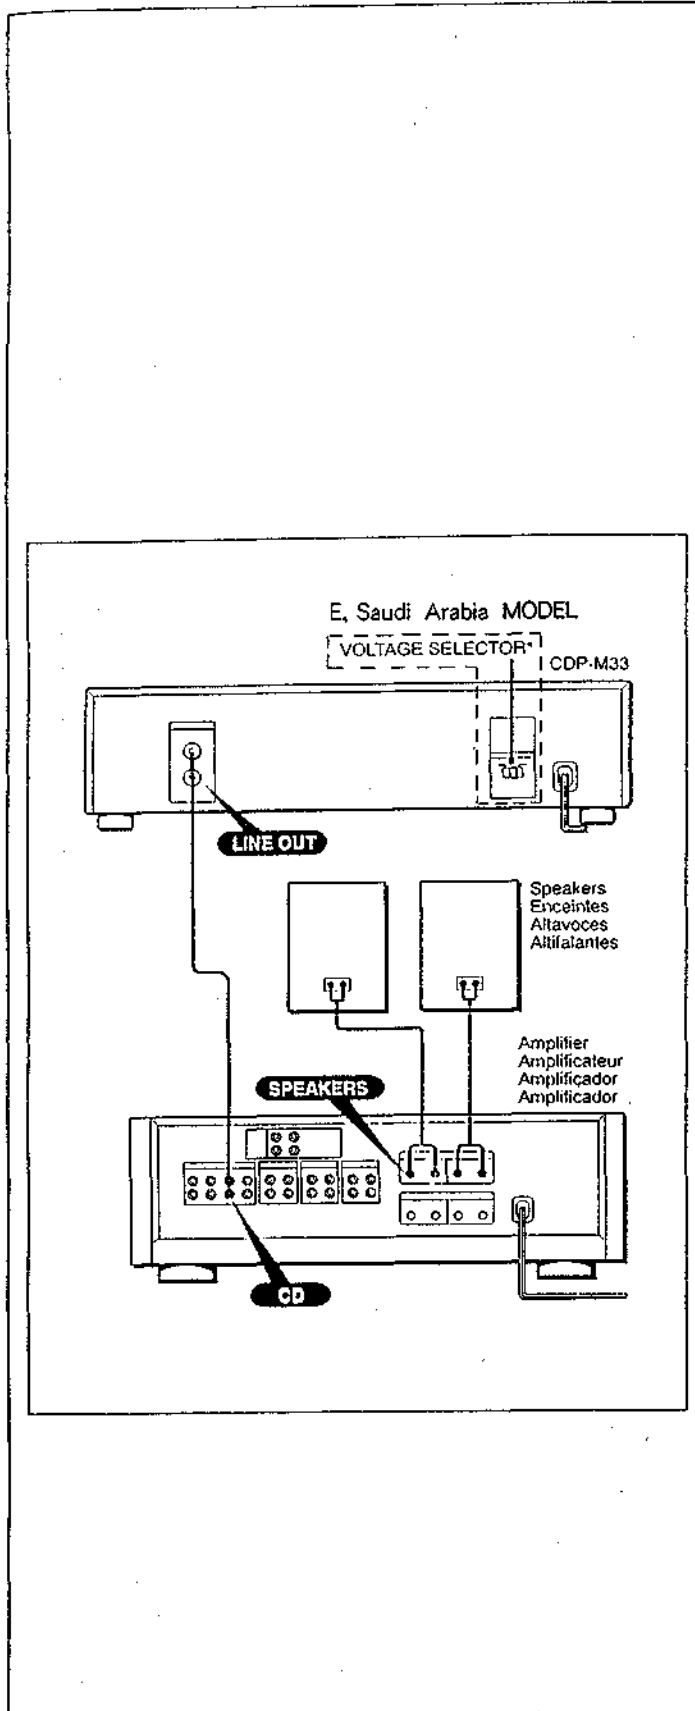 E, Saudi Arabia MODEL
VOLTAGE SELECTOR*
CDP-M33
LINE OUT
Speakers
Enceintes
Altavoces
Altifalantes
Amplifier
Amplificateur
Amplificador
Amplificador
SPEAKERS
CD